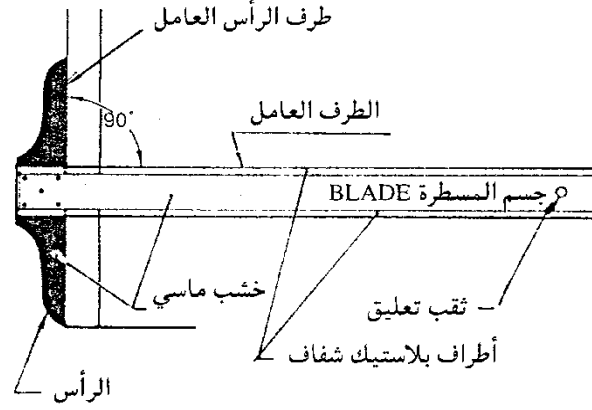 طرف الرأس العامل
90°
الطرف العامل
جسم المسطرة BLADE
خشب ماسي
ثقب تعليق
أطراف بلاستيك شفاف
الرأس